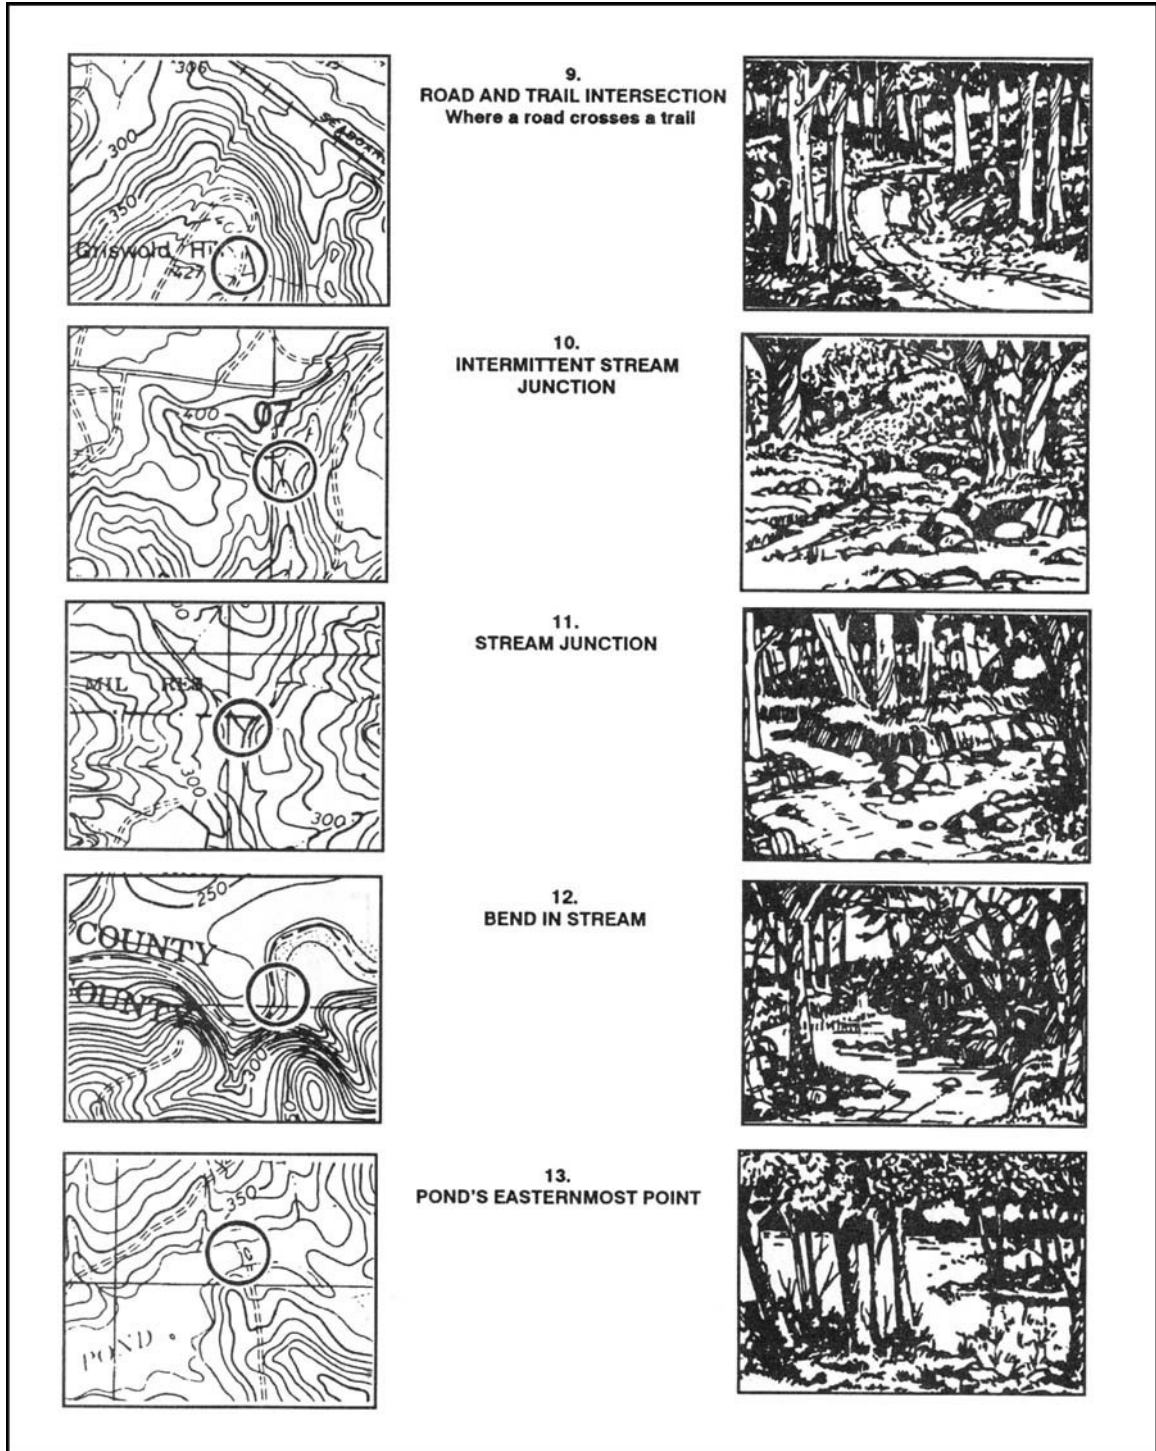 306
SEABOARD
300
350
Griswold Hi
427
9.
ROAD AND TRAIL INTERSECTION
Where a road crosses a trail
400
07
10.
INTERMITTENT STREAM
JUNCTION
MIL RES
300
300
11.
STREAM JUNCTION
250
COUNTY
OUNTY
300
12.
BEND IN STREAM
350
POND
13.
POND'S EASTERNMOST POINT